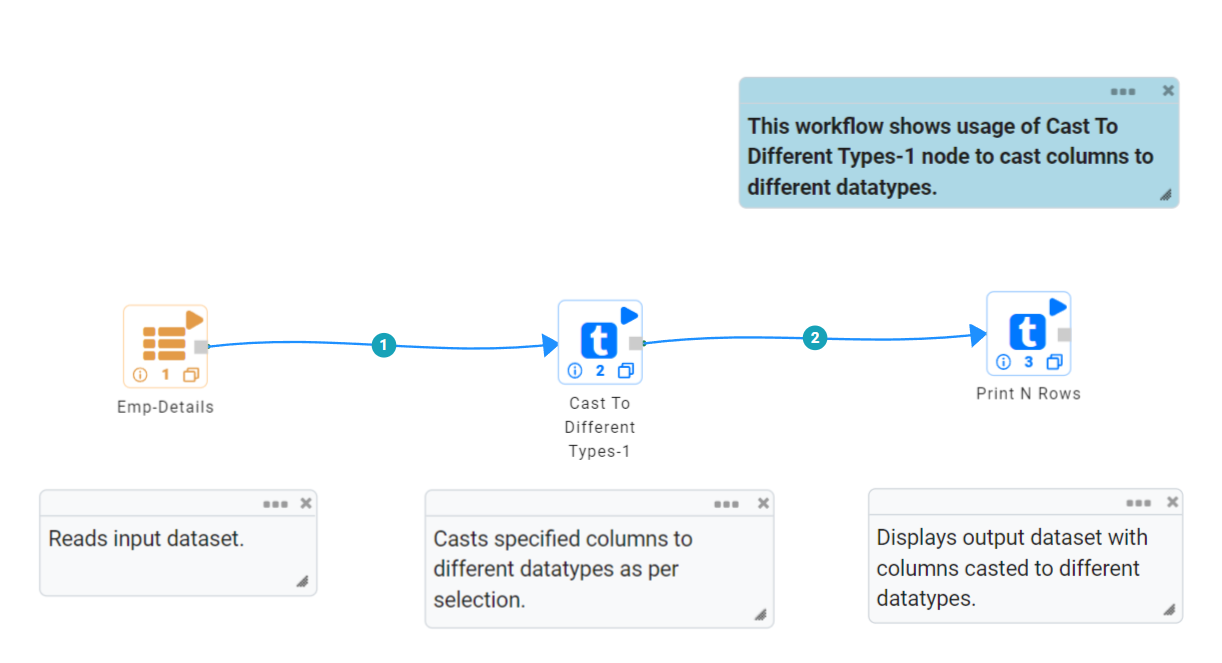 This workflow shows usage of Cast To
Different Types-1 node to cast columns to
different datatypes.
1
2
t
t
1
2
3
Emp-Details
Cast To
Different
Types-1
Print N Rows
Reads input dataset.
Casts specified columns to
different datatypes as per
selection.
Displays output dataset with
columns casted to different
datatypes.